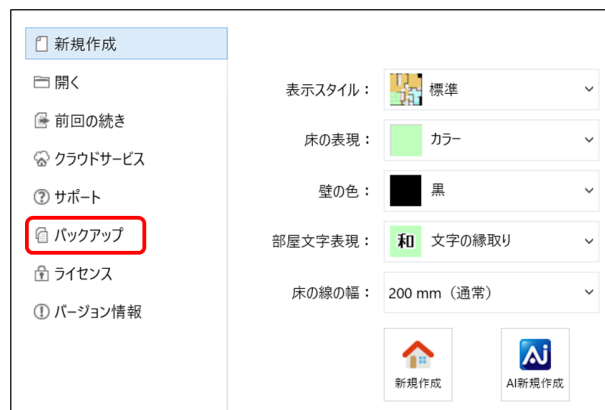 新規作成
開く
前回の続き
クラウドサービス
サポート
バックアップ
ライセンス
バージョン情報
表示スタイル： 標準
床の表現： カラー
壁の色： 黒
部屋文字表現： 和 文字の縁取り
床の線の幅： 200 mm（通常）
新規作成
Ai
AI新規作成